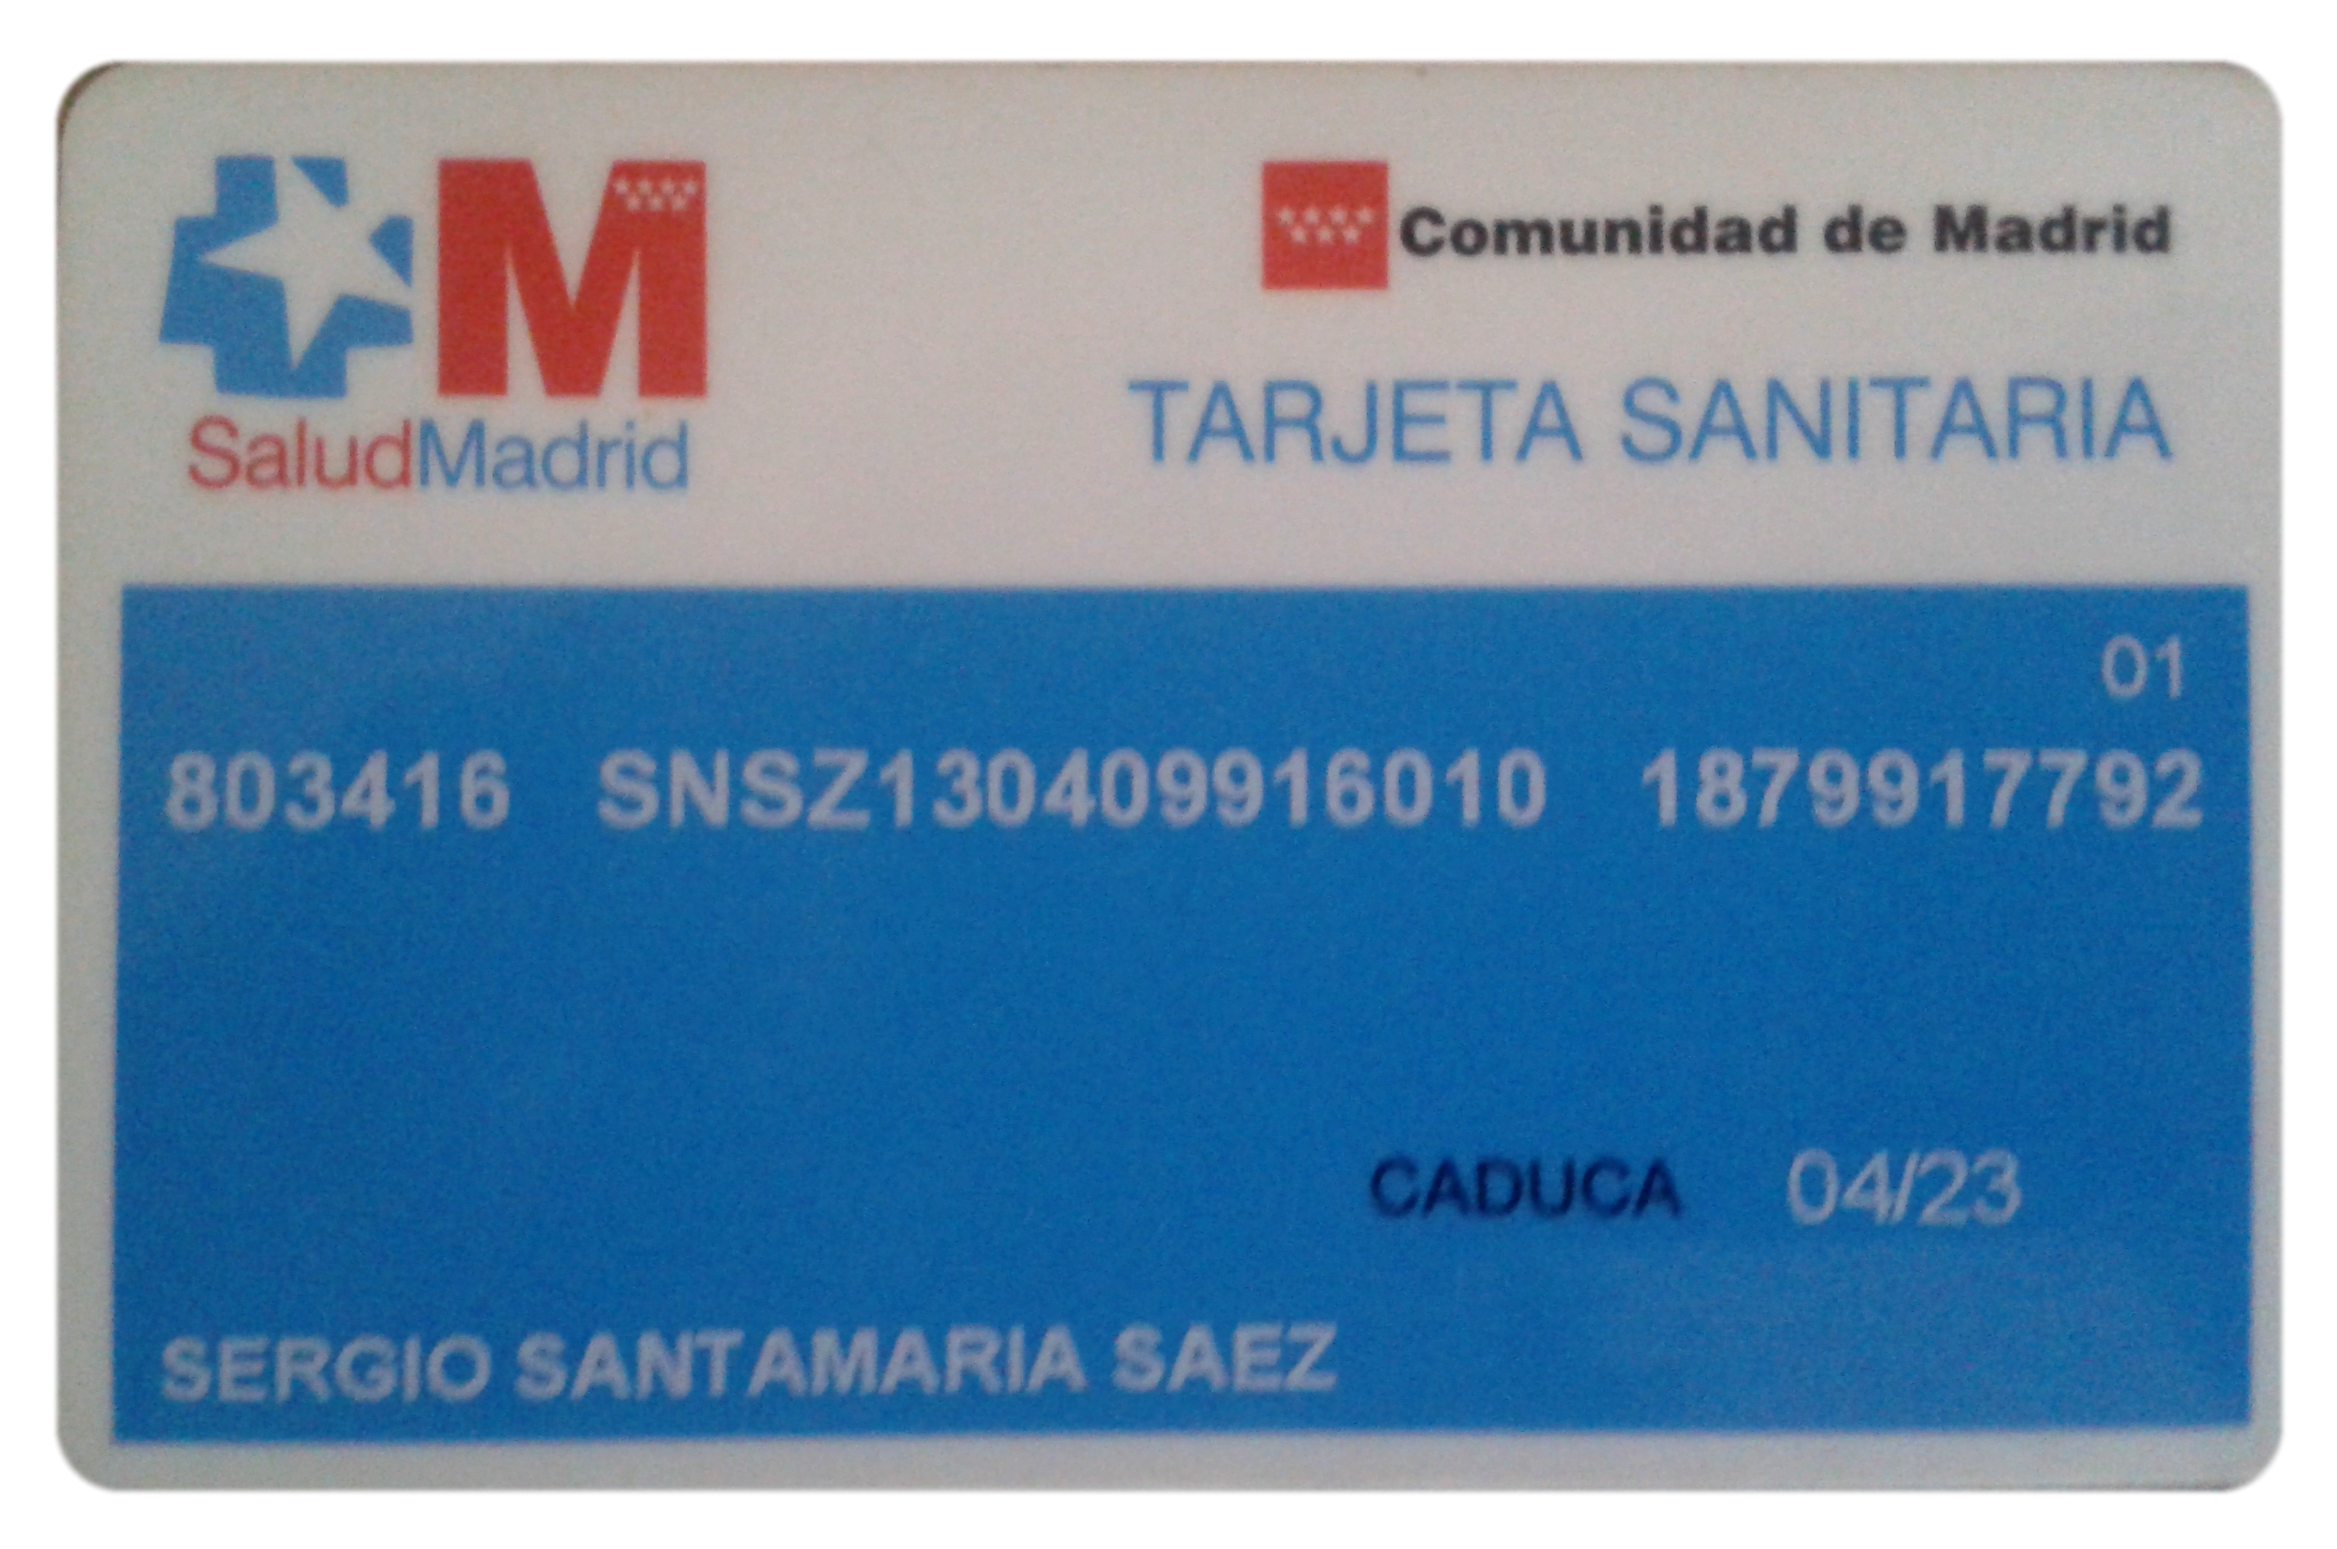 SaludMadrid
Comunidad de Madrid
TARJETA SANITARIA
01
803416 SNSZ130409916010 1879917792
CADUCA 04/23
SERGIO SANTAMARIA SAEZ